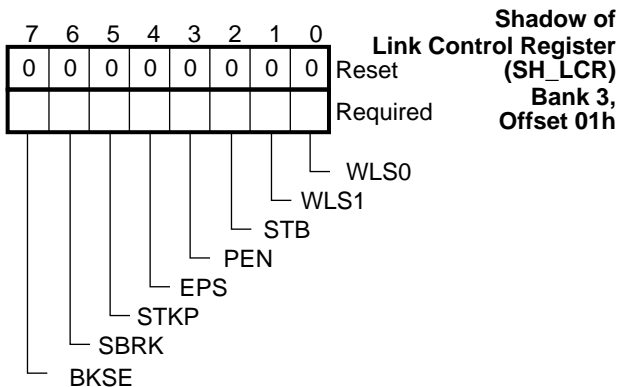 Shadow of
Link Control Register
(SH_LCR)
Bank 3,
Offset 01h
7 6 5 4 3 2 1 0
0 0 0 0 0 0 0 0 Reset
Required
WLS0
WLS1
STB
PEN
EPS
STKP
SBRK
BKSE